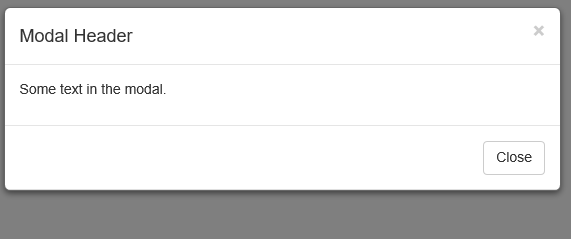 Modal Header
×
Some text in the modal.
Close